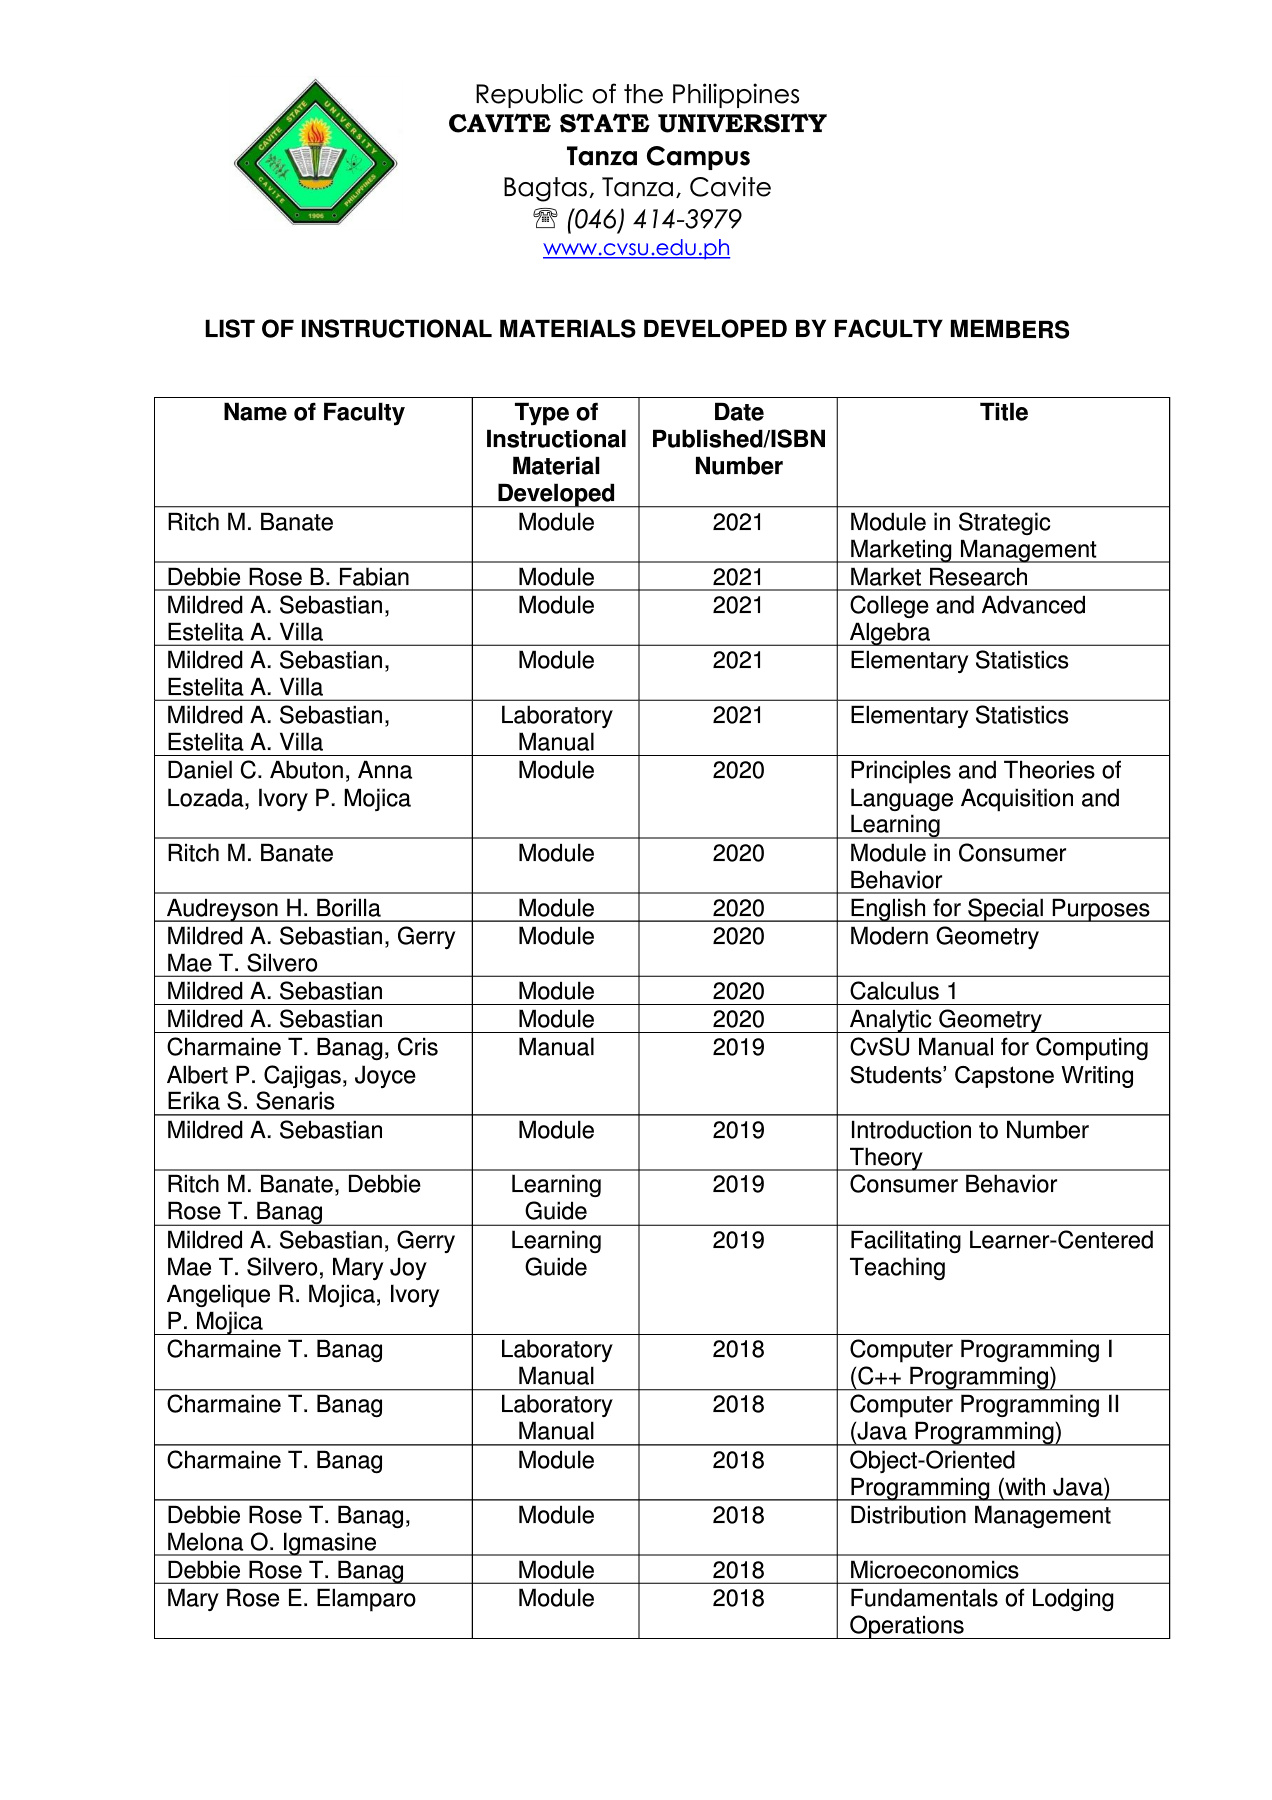 CAVITE STATE UNIVERSITY
CAVITE
PHILIPPINES
1906
Republic of the Philippines
CAVITE STATE UNIVERSITY
Tanza Campus
Bagtas, Tanza, Cavite
☏ (046) 414-3979
www.cvsu.edu.ph
LIST OF INSTRUCTIONAL MATERIALS DEVELOPED BY FACULTY MEMBERS
Name of Faculty
Type of
Instructional
Material
Developed
Date
Published/ISBN
Number
Title
Ritch M. Banate
Module
2021
Module in Strategic
Marketing Management
Debbie Rose B. Fabian
Module
2021
Market Research
Mildred A. Sebastian,
Estelita A. Villa
Module
2021
College and Advanced
Algebra
Mildred A. Sebastian,
Estelita A. Villa
Module
2021
Elementary Statistics
Mildred A. Sebastian,
Estelita A. Villa
Laboratory
Manual
2021
Elementary Statistics
Daniel C. Abuton, Anna
Lozada, Ivory P. Mojica
Module
2020
Principles and Theories of
Language Acquisition and
Learning
Ritch M. Banate
Module
2020
Module in Consumer
Behavior
Audreyson H. Borilla
Module
2020
English for Special Purposes
Mildred A. Sebastian, Gerry
Mae T. Silvero
Module
2020
Modern Geometry
Mildred A. Sebastian
Module
2020
Calculus 1
Mildred A. Sebastian
Module
2020
Analytic Geometry
Charmaine T. Banag, Cris
Albert P. Cajigas, Joyce
Erika S. Senaris
Manual
2019
CvSU Manual for Computing
Students’ Capstone Writing
Mildred A. Sebastian
Module
2019
Introduction to Number
Theory
Ritch M. Banate, Debbie
Rose T. Banag
Learning
Guide
2019
Consumer Behavior
Mildred A. Sebastian, Gerry
Mae T. Silvero, Mary Joy
Angelique R. Mojica, Ivory
P. Mojica
Learning
Guide
2019
Facilitating Learner-Centered
Teaching
Charmaine T. Banag
Laboratory
Manual
2018
Computer Programming I
(C++ Programming)
Charmaine T. Banag
Laboratory
Manual
2018
Computer Programming II
(Java Programming)
Charmaine T. Banag
Module
2018
Object-Oriented
Programming (with Java)
Debbie Rose T. Banag,
Melona O. Igmasine
Module
2018
Distribution Management
Debbie Rose T. Banag
Module
2018
Microeconomics
Mary Rose E. Elamparo
Module
2018
Fundamentals of Lodging
Operations